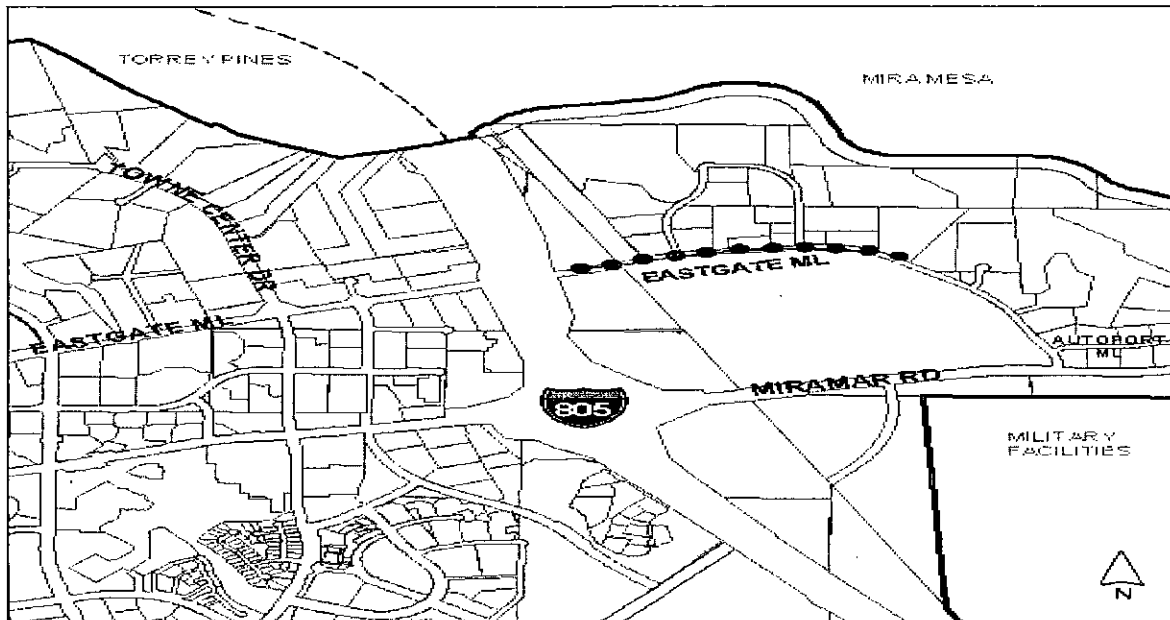 TORREY PINES
MIRA MESA
TOWNE CENTER DR
EASTGATE ML
EASTGATE ML
AUTOPORT
ML
MIRAMAR RD
805
MILITARY
FACILITIES
N